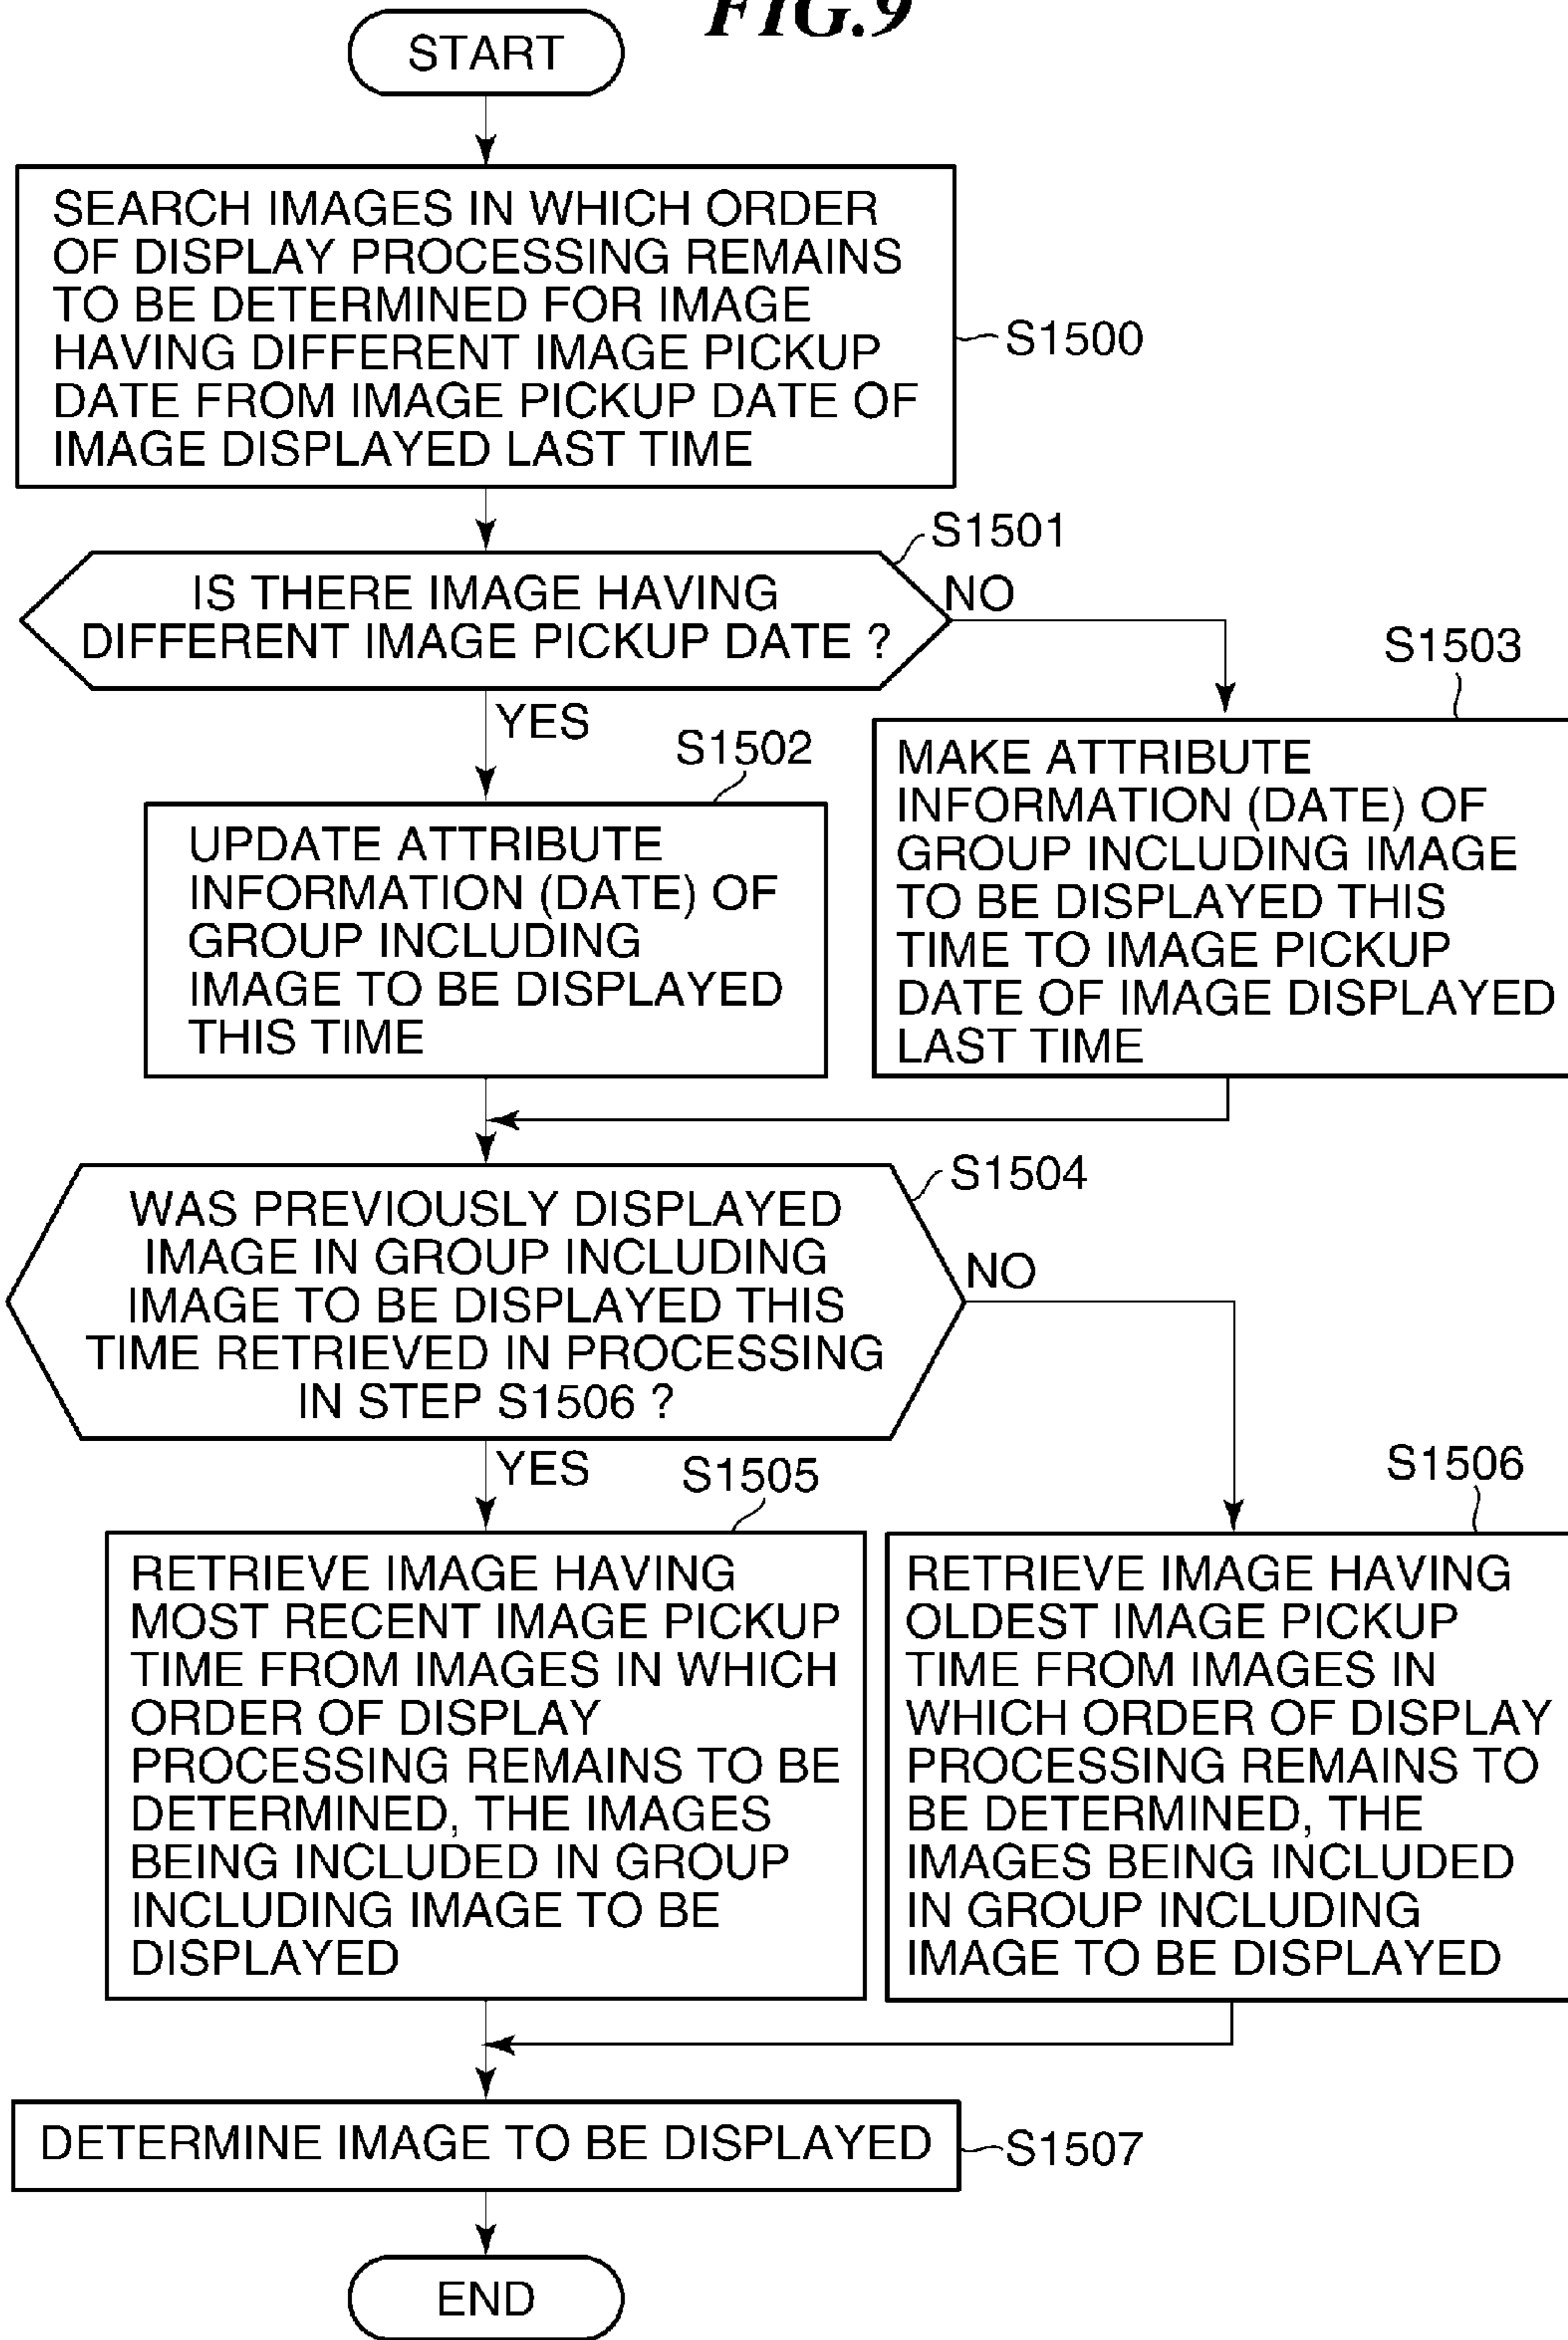 FIG.9
START
SEARCH IMAGES IN WHICH ORDER
OF DISPLAY PROCESSING REMAINS
TO BE DETERMINED FOR IMAGE
HAVING DIFFERENT IMAGE PICKUP
DATE FROM IMAGE PICKUP DATE OF
IMAGE DISPLAYED LAST TIME
S1500
S1501
IS THERE IMAGE HAVING
DIFFERENT IMAGE PICKUP DATE ?
NO
YES
S1502
UPDATE ATTRIBUTE
INFORMATION (DATE) OF
GROUP INCLUDING
IMAGE TO BE DISPLAYED
THIS TIME
S1503
MAKE ATTRIBUTE
INFORMATION (DATE) OF
GROUP INCLUDING IMAGE
TO BE DISPLAYED THIS
TIME TO IMAGE PICKUP
DATE OF IMAGE DISPLAYED
LAST TIME
S1504
WAS PREVIOUSLY DISPLAYED
IMAGE IN GROUP INCLUDING
IMAGE TO BE DISPLAYED THIS
TIME RETRIEVED IN PROCESSING
IN STEP S1506 ?
NO
YES
S1505
RETRIEVE IMAGE HAVING
MOST RECENT IMAGE PICKUP
TIME FROM IMAGES IN WHICH
ORDER OF DISPLAY
PROCESSING REMAINS TO BE
DETERMINED, THE IMAGES
BEING INCLUDED IN GROUP
INCLUDING IMAGE TO BE
DISPLAYED
S1506
RETRIEVE IMAGE HAVING
OLDEST IMAGE PICKUP
TIME FROM IMAGES IN
WHICH ORDER OF DISPLAY
PROCESSING REMAINS TO
BE DETERMINED, THE
IMAGES BEING INCLUDED
IN GROUP INCLUDING
IMAGE TO BE DISPLAYED
DETERMINE IMAGE TO BE DISPLAYED
S1507
END